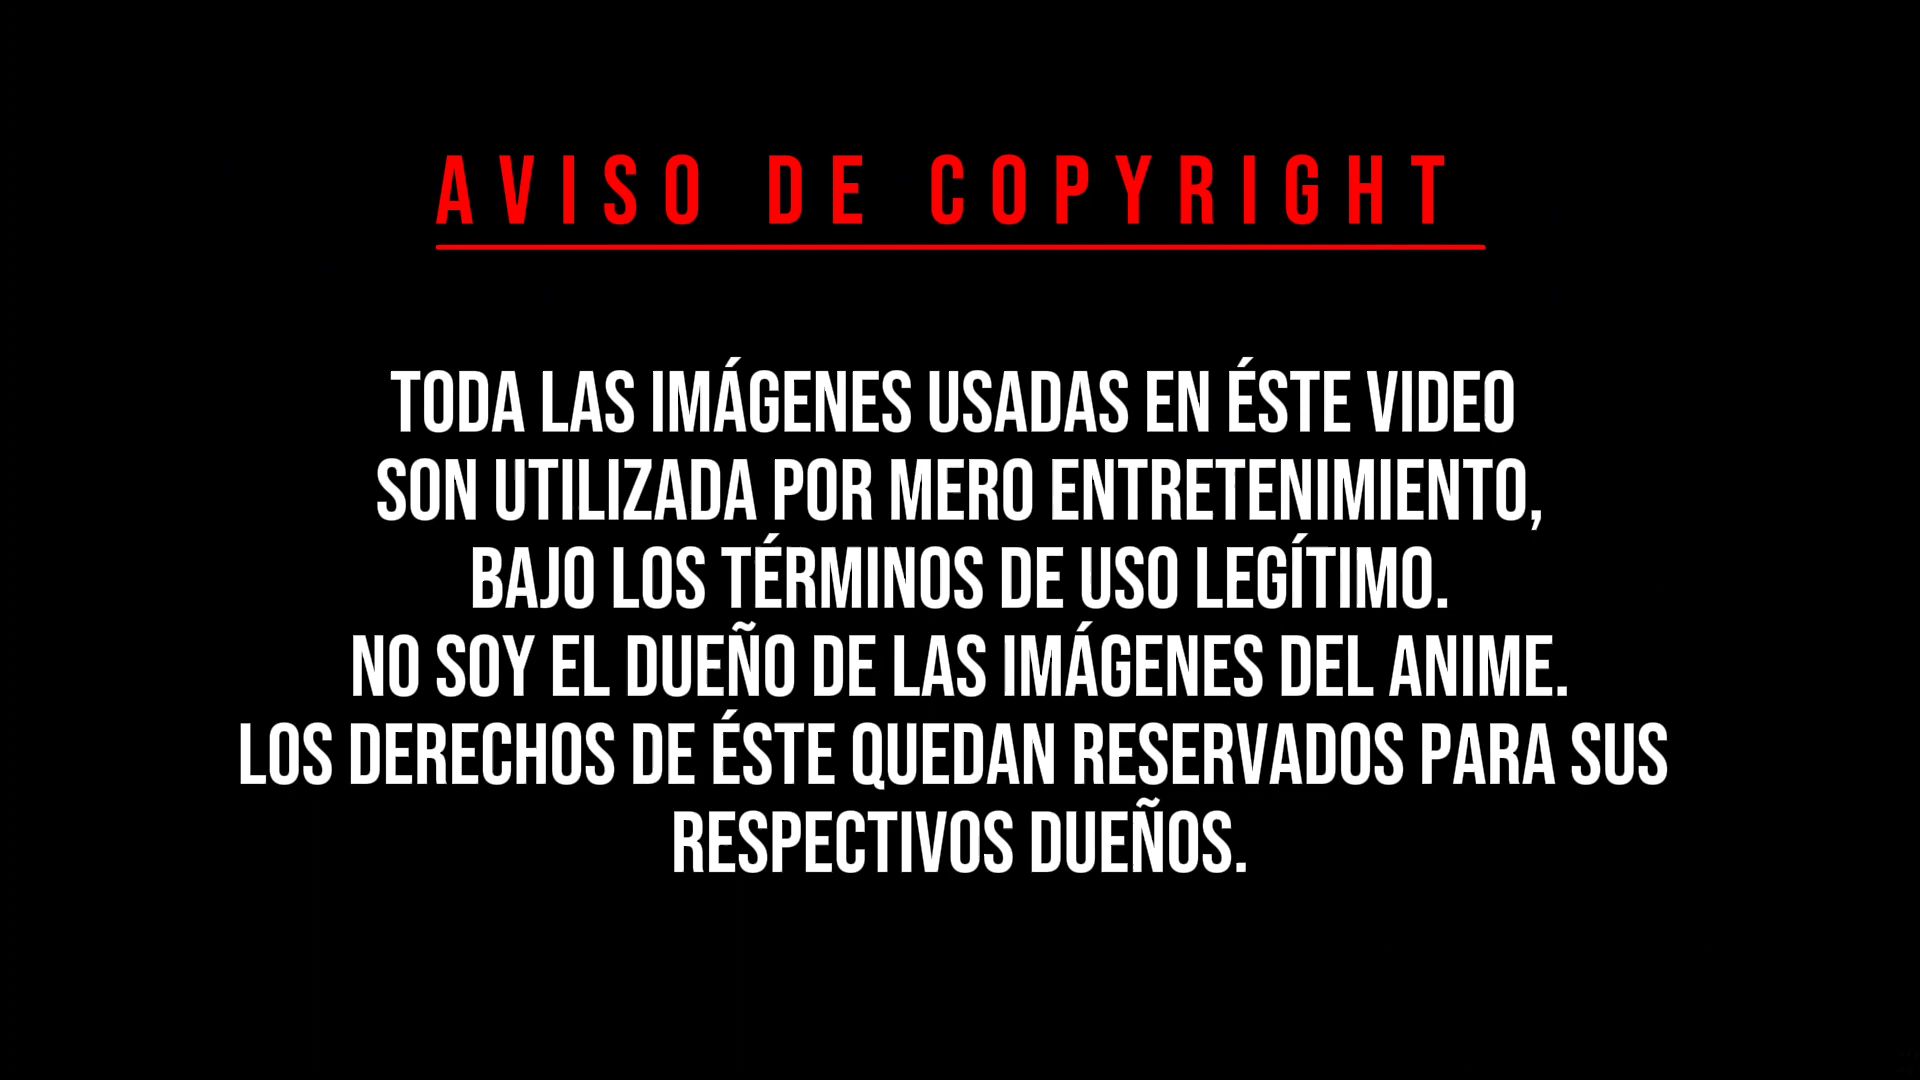 AVISO DE COPYRIGHT
TODA LAS IMÁGENES USADAS EN ÉSTE VIDEO
SON UTILIZADA POR MERO ENTRETENIMIENTO,
BAJO LOS TÉRMINOS DE USO LEGÍTIMO.
NO SOY EL DUEÑO DE LAS IMÁGENES DEL ANIME.
LOS DERECHOS DE ÉSTE QUEDAN RESERVADOS PARA SUS
RESPECTIVOS DUEÑOS.